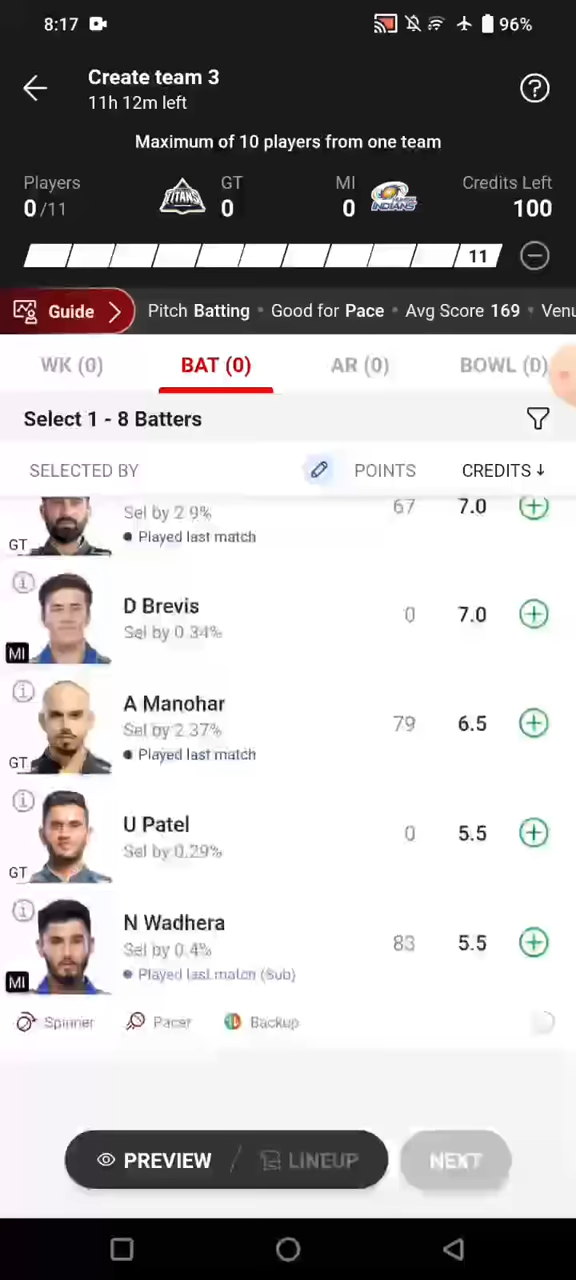 8:17 96%
Create team 3
11h 12m left
Maximum of 10 players from one team
Players GT MI Credits Left
0/11 TITANS 0 0 INDIANS 100
11
Guide Pitch Batting • Good for Pace • Avg Score 169 • Venu
WK (0) BAT (0) AR (0) BOWL (0)
Select 1 - 8 Batters
SELECTED BY POINTS CREDITS ↓
Sel by 2.9% 67 7.0
GT • Played last match
D Brevis
Sel by 0.34% 0 7.0
MI
A Manohar
Sel by 2.37% 79 6.5
GT • Played last match
U Patel
Sel by 0.29% 0 5.5
GT
N Wadhera
Sel by 0.4% 83 5.5
MI • Played last match (Sub)
Spinner Pacer Backup
PREVIEW / LINEUP NEXT